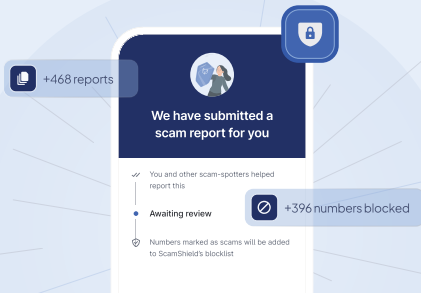 +468 reports
We have submitted a
scam report for you
You and other scam-spotters helped
report this
Awaiting review
+396 numbers blocked
Numbers marked as scams will be added
to ScamShield's blocklist